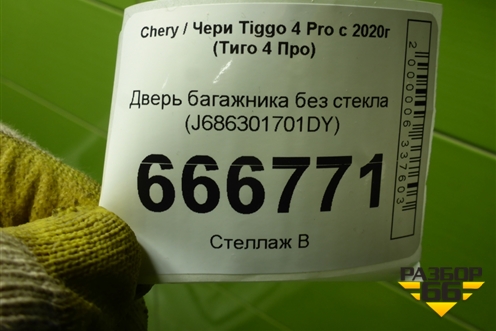 Chery / Чери Tiggo 4 Pro с 2020г
(Тиго 4 Про)
Дверь багажника без стекла
(J686301701DY)
666771
Стеллаж В
2000006337603
РАЗБОР
66